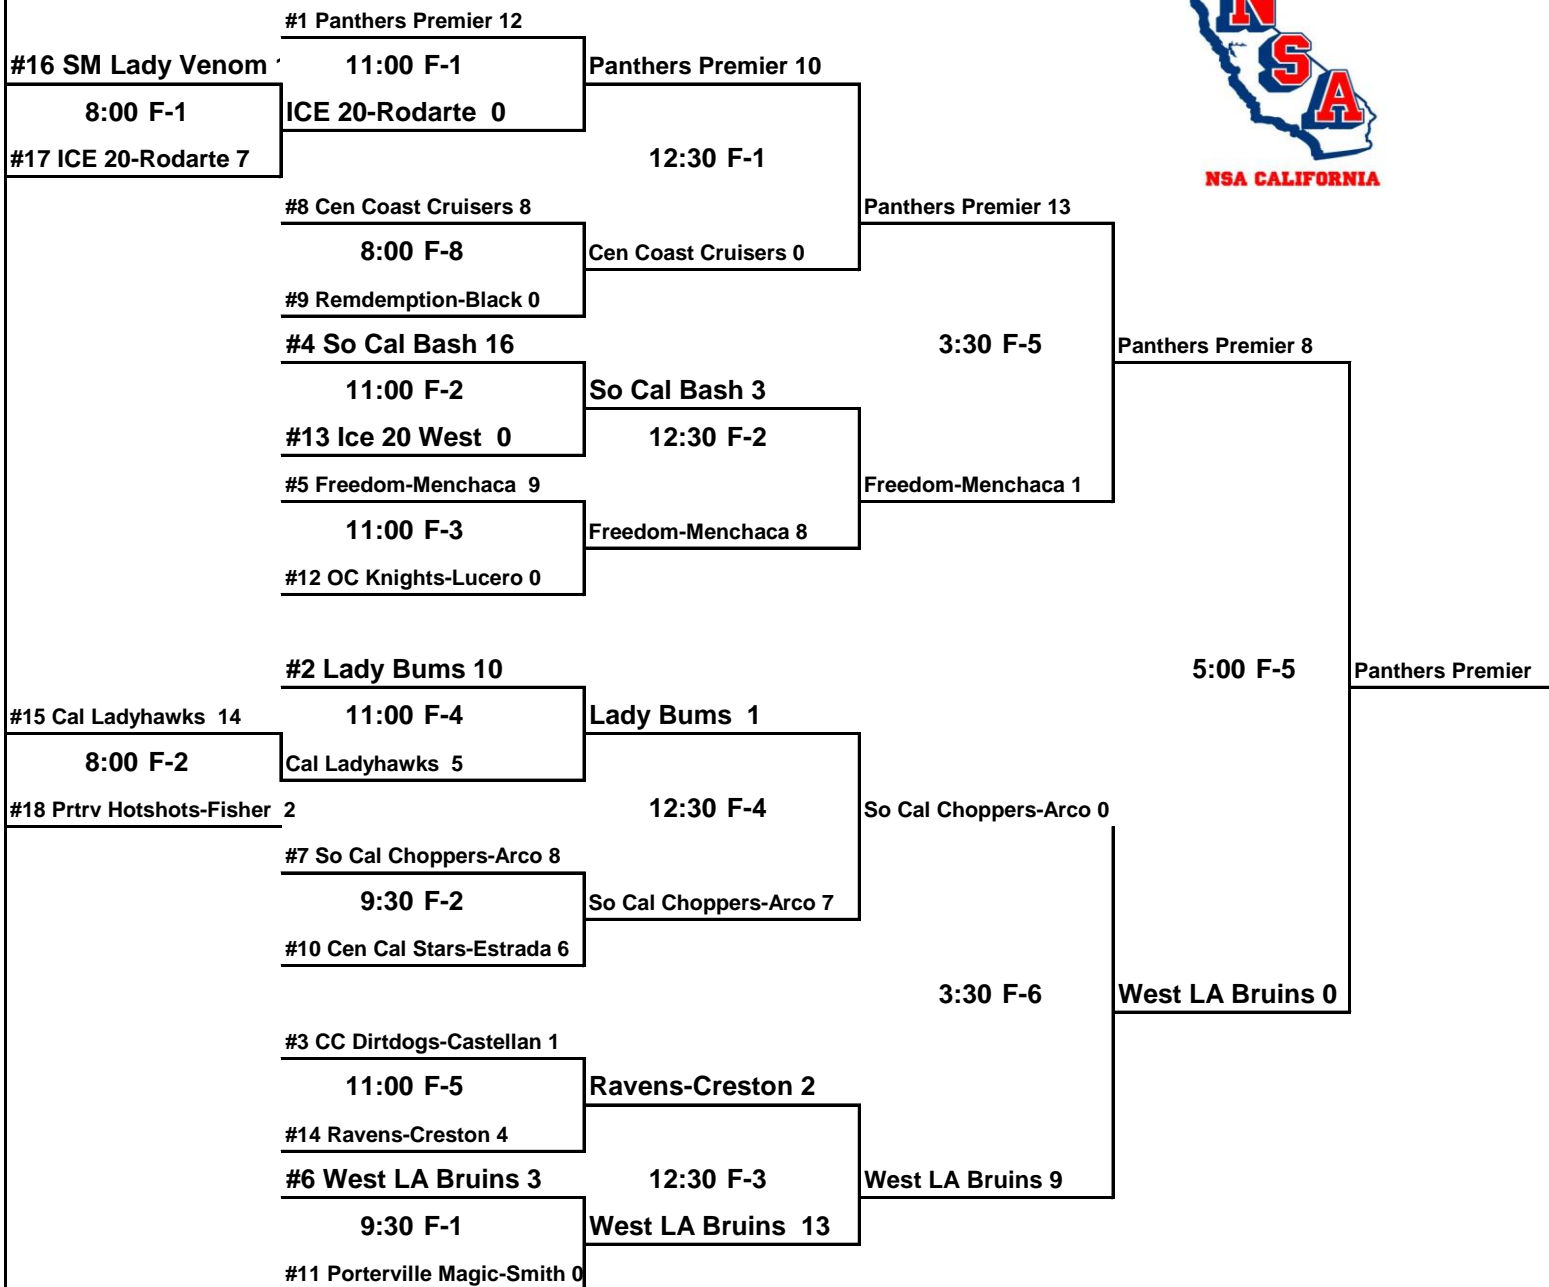 #1 Panthers Premier 12
#16 SM Lady Venom
11:00 F-1
Panthers Premier 10
8:00 F-1
ICE 20-Rodarte 0
#17 ICE 20-Rodarte 7
12:30 F-1
NSA
NSA CALIFORNIA
#8 Cen Coast Cruisers 8
Panthers Premier 13
8:00 F-8
Cen Coast Cruisers 0
#9 Remdemption-Black 0
#4 So Cal Bash 16
3:30 F-5
Panthers Premier 8
11:00 F-2
So Cal Bash 3
#13 Ice 20 West 0
12:30 F-2
#5 Freedom-Menchaca 9
Freedom-Menchaca 1
11:00 F-3
Freedom-Menchaca 8
#12 OC Knights-Lucero 0
#2 Lady Bums 10
5:00 F-5
Panthers Premier
#15 Cal Ladyhawks 14
11:00 F-4
Lady Bums 1
8:00 F-2
Cal Ladyhawks 5
#18 Prtrv Hotshots-Fisher 2
12:30 F-4
So Cal Choppers-Arco 0
#7 So Cal Choppers-Arco 8
9:30 F-2
So Cal Choppers-Arco 7
#10 Cen Cal Stars-Estrada 6
3:30 F-6
West LA Bruins 0
#3 CC Dirtdogs-Castellan 1
11:00 F-5
Ravens-Creston 2
#14 Ravens-Creston 4
#6 West LA Bruins 3
12:30 F-3
West LA Bruins 9
9:30 F-1
West LA Bruins 13
#11 Porterville Magic-Smith 0